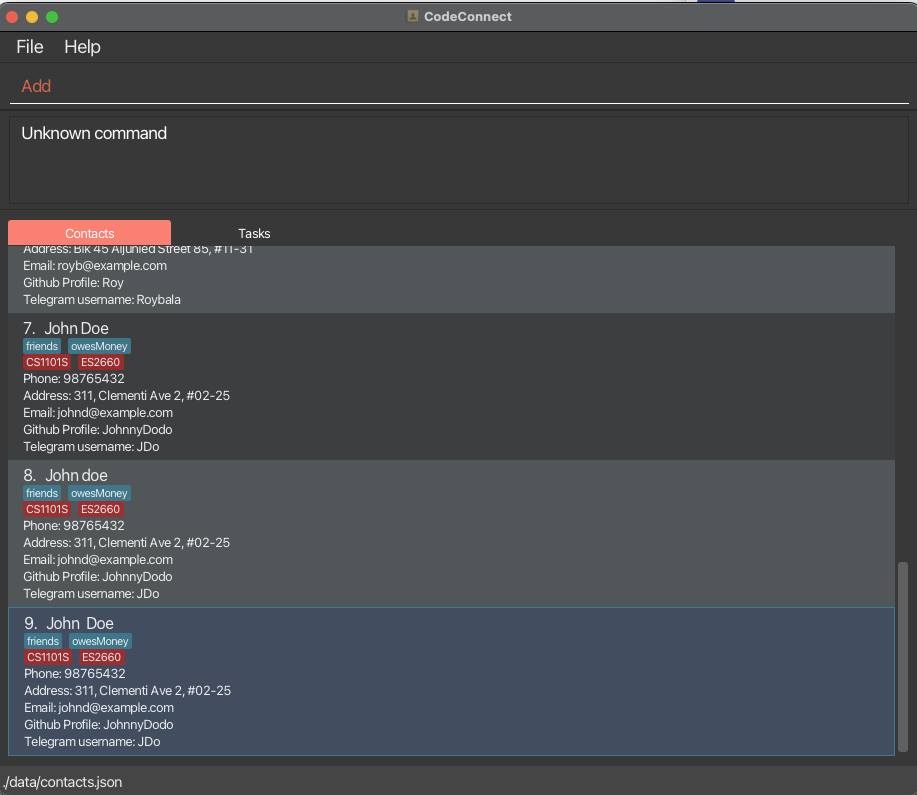 CodeConnect
File Help
Add
Unknown command
Contacts Tasks
Address: Blk 45 Aljunied Street 85, #11-31
Email: royb@example.com
Github Profile: Roy
Telegram username: Roybala
7. John Doe
friends owesMoney
CS1101S ES2660
Phone: 98765432
Address: 311, Clementi Ave 2, #02-25
Email: johnd@example.com
Github Profile: JohnnyDodo
Telegram username: JDo
8. John doe
friends owesMoney
CS1101S ES2660
Phone: 98765432
Address: 311, Clementi Ave 2, #02-25
Email: johnd@example.com
Github Profile: JohnnyDodo
Telegram username: JDo
9. John  Doe
friends owesMoney
CS1101S ES2660
Phone: 98765432
Address: 311, Clementi Ave 2, #02-25
Email: johnd@example.com
Github Profile: JohnnyDodo
Telegram username: JDo
./data/contacts.json